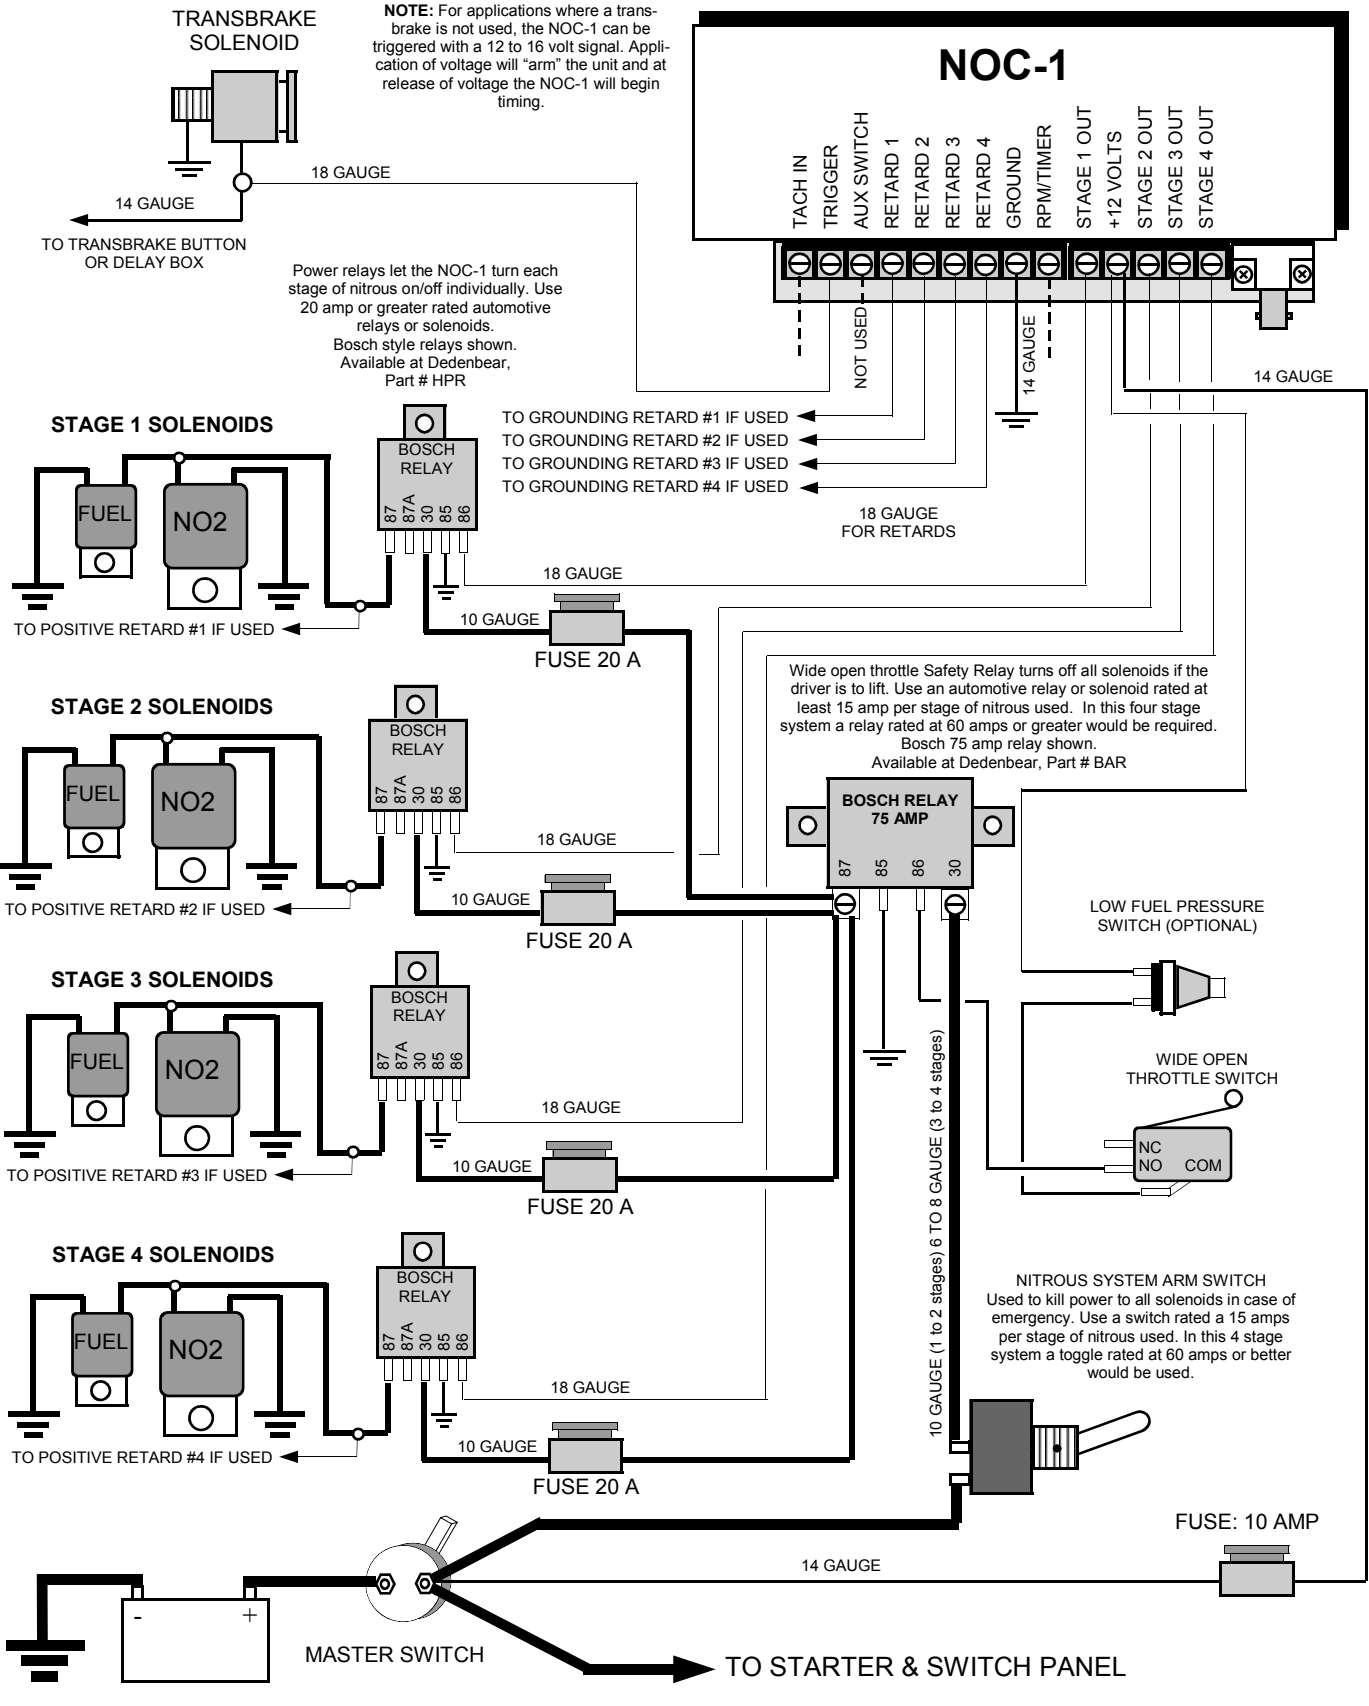 TRANSBRAKE
SOLENOID
NOTE: For applications where a trans-
brake is not used, the NOC-1 can be
triggered with a 12 to 16 volt signal. Appli-
cation of voltage will “arm” the unit and at
release of voltage the NOC-1 will begin
timing.
NOC-1
TACH IN
TRIGGER
AUX SWITCH
RETARD 1
RETARD 2
RETARD 3
RETARD 4
GROUND
RPM/TIMER
STAGE 1 OUT
+12 VOLTS
STAGE 2 OUT
STAGE 3 OUT
STAGE 4 OUT
18 GAUGE
14 GAUGE
TO TRANSBRAKE BUTTON
OR DELAY BOX
Power relays let the NOC-1 turn each
stage of nitrous on/off individually. Use
20 amp or greater rated automotive
relays or solenoids.
Bosch style relays shown.
Available at Dedenbear,
Part # HPR
NOT USED
14 GAUGE
14 GAUGE
STAGE 1 SOLENOIDS
FUEL
NO2
BOSCH
RELAY
87
87A
30
85
86
TO GROUNDING RETARD #1 IF USED
TO GROUNDING RETARD #2 IF USED
TO GROUNDING RETARD #3 IF USED
TO GROUNDING RETARD #4 IF USED
18 GAUGE
FOR RETARDS
18 GAUGE
10 GAUGE
FUSE 20 A
TO POSITIVE RETARD #1 IF USED
Wide open throttle Safety Relay turns off all solenoids if the
driver is to lift. Use an automotive relay or solenoid rated at
least 15 amp per stage of nitrous used. In this four stage
system a relay rated at 60 amps or greater would be required.
Bosch 75 amp relay shown.
Available at Dedenbear, Part # BAR
STAGE 2 SOLENOIDS
FUEL
NO2
BOSCH
RELAY
87
87A
30
85
86
18 GAUGE
10 GAUGE
FUSE 20 A
TO POSITIVE RETARD #2 IF USED
BOSCH RELAY
75 AMP
87
85
86
30
LOW FUEL PRESSURE
SWITCH (OPTIONAL)
STAGE 3 SOLENOIDS
FUEL
NO2
BOSCH
RELAY
87
87A
30
85
86
18 GAUGE
10 GAUGE
FUSE 20 A
TO POSITIVE RETARD #3 IF USED
WIDE OPEN
THROTTLE SWITCH
NC
NO COM
10 GAUGE (1 to 2 stages) 6 TO 8 GAUGE (3 to 4 stages)
STAGE 4 SOLENOIDS
FUEL
NO2
BOSCH
RELAY
87
87A
30
85
86
18 GAUGE
10 GAUGE
FUSE 20 A
TO POSITIVE RETARD #4 IF USED
NITROUS SYSTEM ARM SWITCH
Used to kill power to all solenoids in case of
emergency. Use a switch rated a 15 amps
per stage of nitrous used. In this 4 stage
system a toggle rated at 60 amps or better
would be used.
FUSE: 10 AMP
14 GAUGE
- +
MASTER SWITCH
TO STARTER & SWITCH PANEL